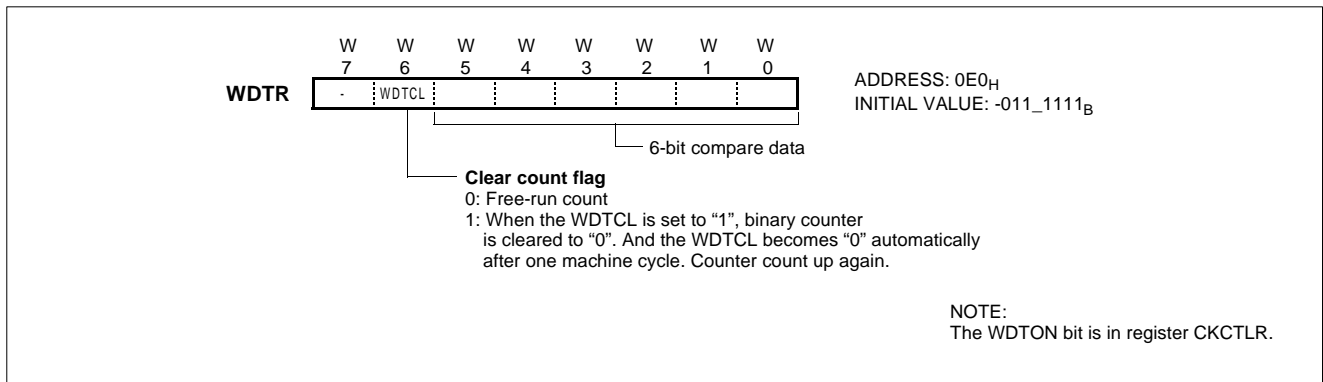 W W W W W W W W
7 6 5 4 3 2 1 0
WDTR - WDTCL
ADDRESS: 0E0H
INITIAL VALUE: -011_1111B
6-bit compare data
Clear count flag
0: Free-run count
1: When the WDTCL is set to “1”, binary counter
is cleared to “0”. And the WDTCL becomes “0” automatically
after one machine cycle. Counter count up again.
NOTE:
The WDTON bit is in register CKCTLR.